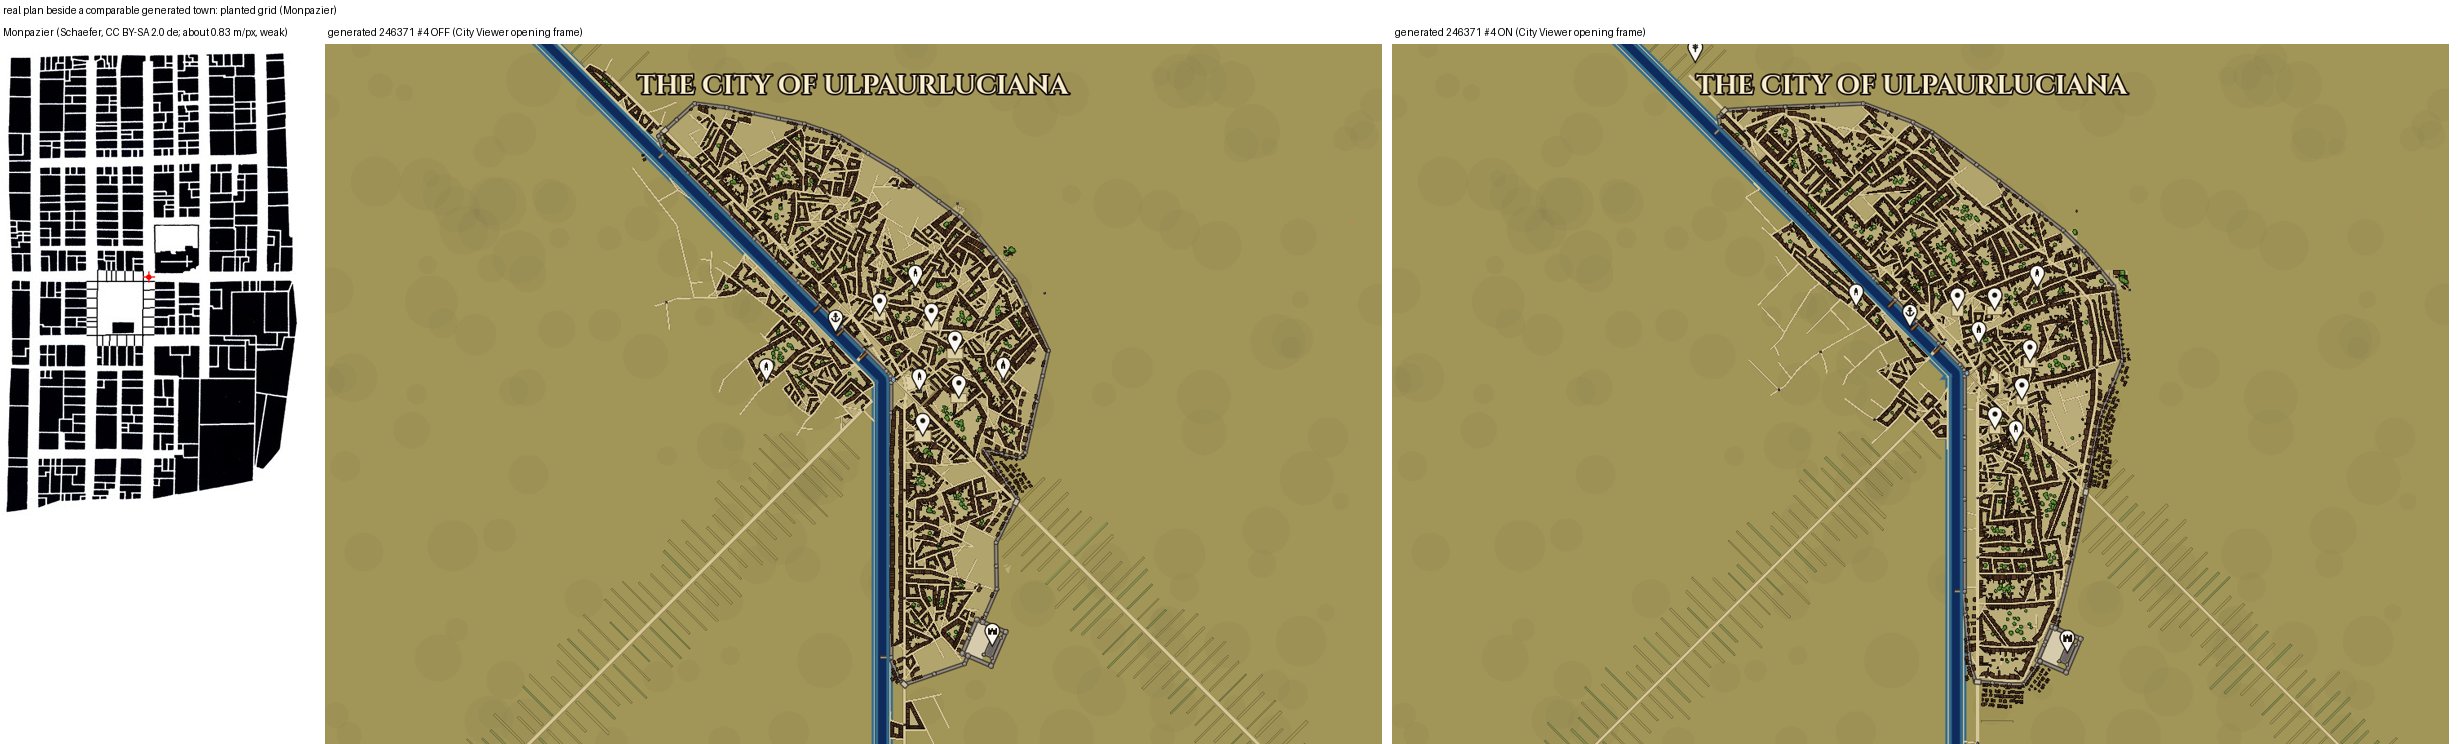 real plan beside a comparable generated town: planted grid (Monpazier)
Monpazier (Schaefer, CC BY-SA 2.0 de; about 0.83 m/px, weak)
generated 246371 #4 OFF (City Viewer opening frame)
generated 246371 #4 ON (City Viewer opening frame)
THE CITY OF ULPAURLUCIANA
THE CITY OF ULPAURLUCIANA